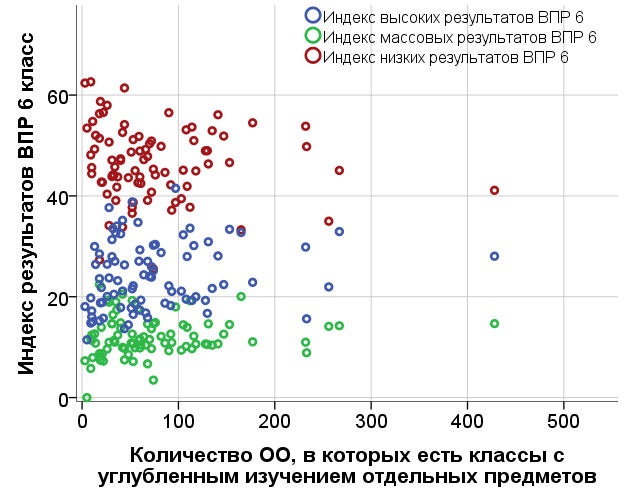 Индекс высоких результатов ВПР 6
Индекс массовых результатов ВПР 6
Индекс низких результатов ВПР 6
Индекс результатов ВПР 6 класс
60
40
20
0
0 100 200 300 400 500
Количество ОО, в которых есть классы с
углубленным изучением отдельных предметов